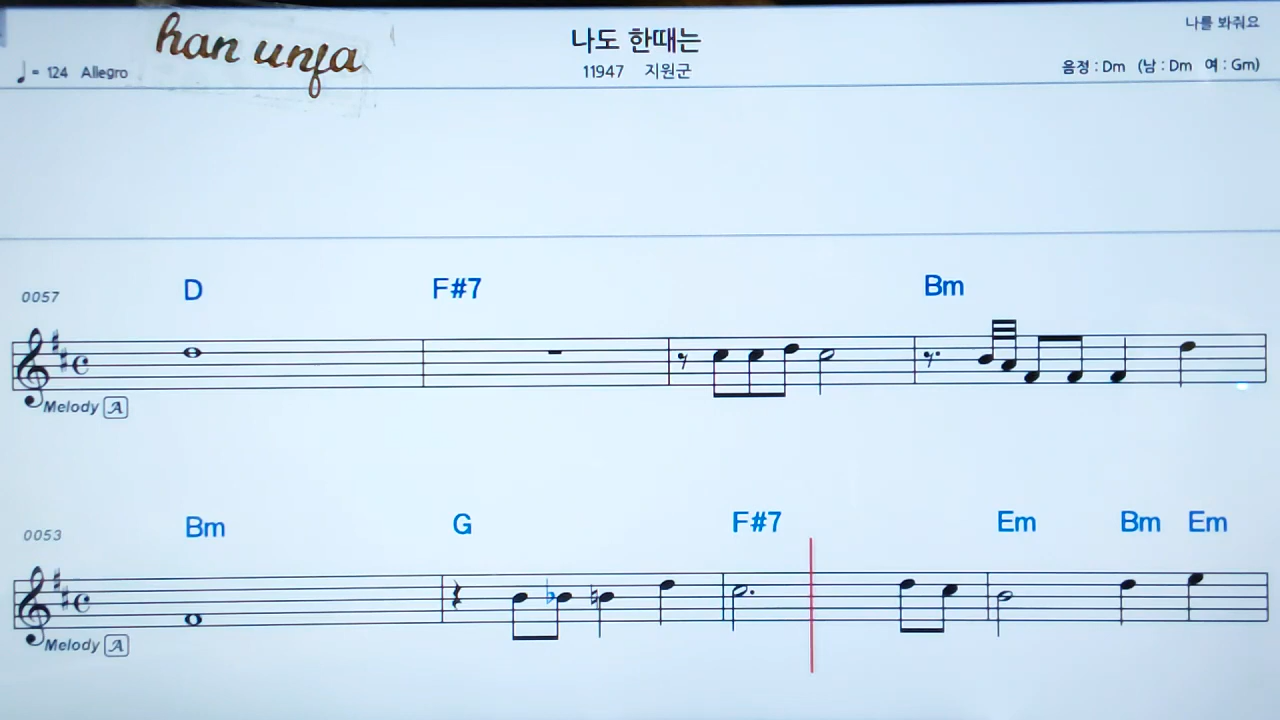 나를 봐줘요
han unja
나도 한때는
♩= 124 Allegro
11947 지원군
음정 : Dm (남 : Dm 여 : Gm)
D F#7 Bm
0057
Melody A
Bm G F#7 Em Bm Em
0053
Melody A